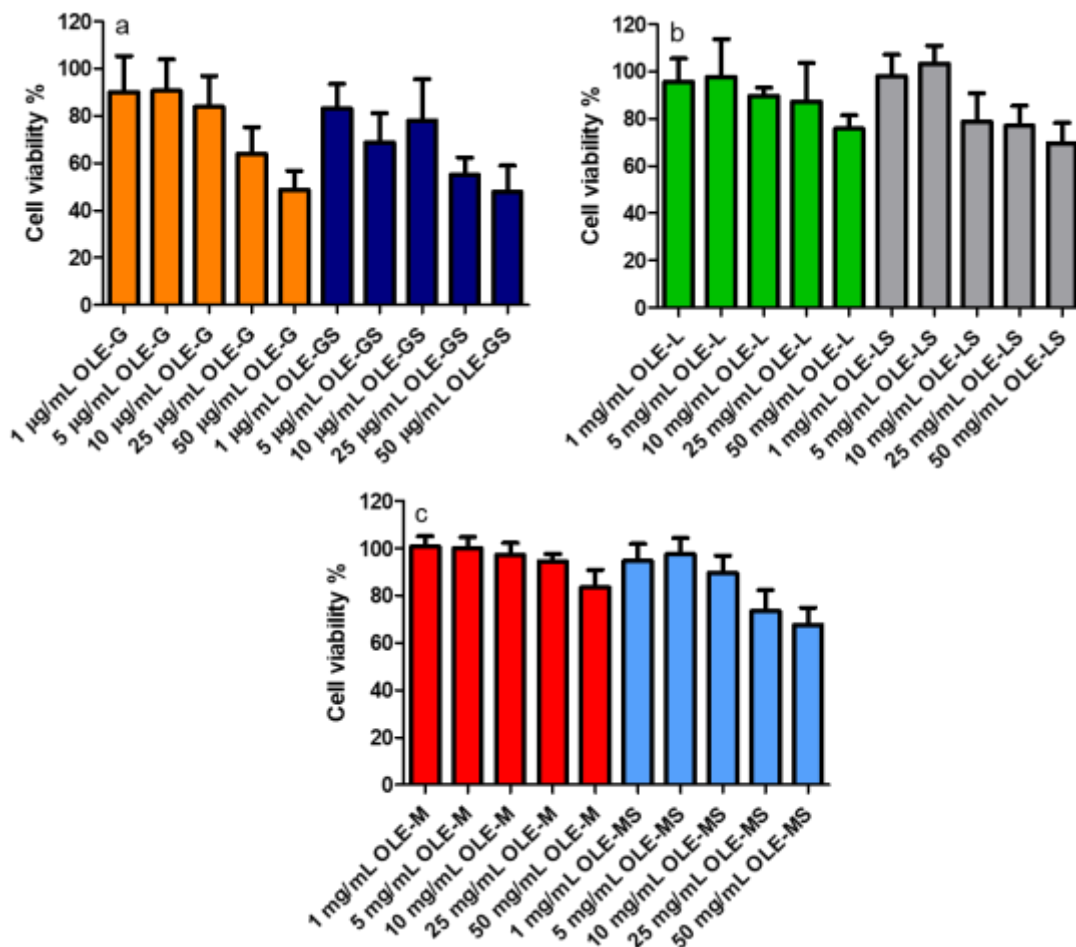 a
Cell viability %
120
100
80
60
40
20
0
1 µg/mL OLE-G
5 µg/mL OLE-G
10 µg/mL OLE-G
25 µg/mL OLE-G
50 µg/mL OLE-G
1 µg/mL OLE-GS
5 µg/mL OLE-GS
10 µg/mL OLE-GS
25 µg/mL OLE-GS
50 µg/mL OLE-GS
b
Cell viability %
120
100
80
60
40
20
0
1 mg/mL OLE-L
5 mg/mL OLE-L
10 mg/mL OLE-L
25 mg/mL OLE-L
50 mg/mL OLE-L
1 mg/mL OLE-LS
5 mg/mL OLE-LS
10 mg/mL OLE-LS
25 mg/mL OLE-LS
50 mg/mL OLE-LS
c
Cell viability %
120
100
80
60
40
20
0
1 mg/mL OLE-M
5 mg/mL OLE-M
10 mg/mL OLE-M
25 mg/mL OLE-M
50 mg/mL OLE-M
1 mg/mL OLE-MS
5 mg/mL OLE-MS
10 mg/mL OLE-MS
25 mg/mL OLE-MS
50 mg/mL OLE-MS